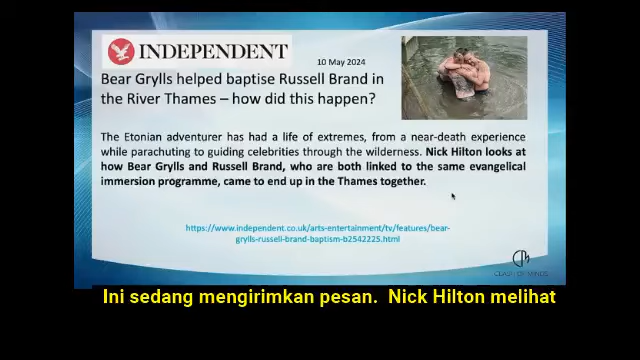 INDEPENDENT
10 May 2024
Bear Grylls helped baptise Russell Brand in
the River Thames – how did this happen?
The Etonian adventurer has had a life of extremes, from a near-death experience
while parachuting to guiding celebrities through the wilderness. Nick Hilton looks at
how Bear Grylls and Russell Brand, who are both linked to the same evangelical
immersion programme, came to end up in the Thames together.
https://www.independent.co.uk/arts-entertainment/tv/features/bear-
grylls-russell-brand-baptism-b2542225.html
CLASH OF MINDS
Ini sedang mengirimkan pesan. Nick Hilton melihat